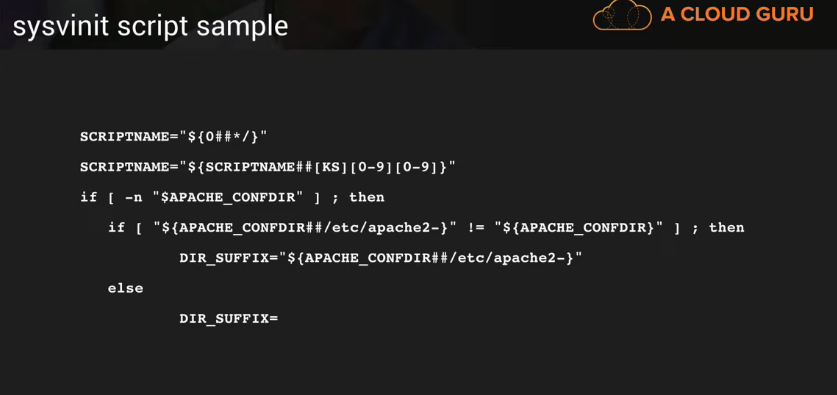 sysvinit script sample
A CLOUD GURU
SCRIPTNAME="${0##*/}"
SCRIPTNAME="${SCRIPTNAME##[KS][0-9][0-9]}"
if [ -n "$APACHE_CONFDIR" ] ; then
if [ "${APACHE_CONFDIR##/etc/apache2-}" != "${APACHE_CONFDIR}" ] ; then
DIR_SUFFIX="${APACHE_CONFDIR##/etc/apache2-}"
else
DIR_SUFFIX=